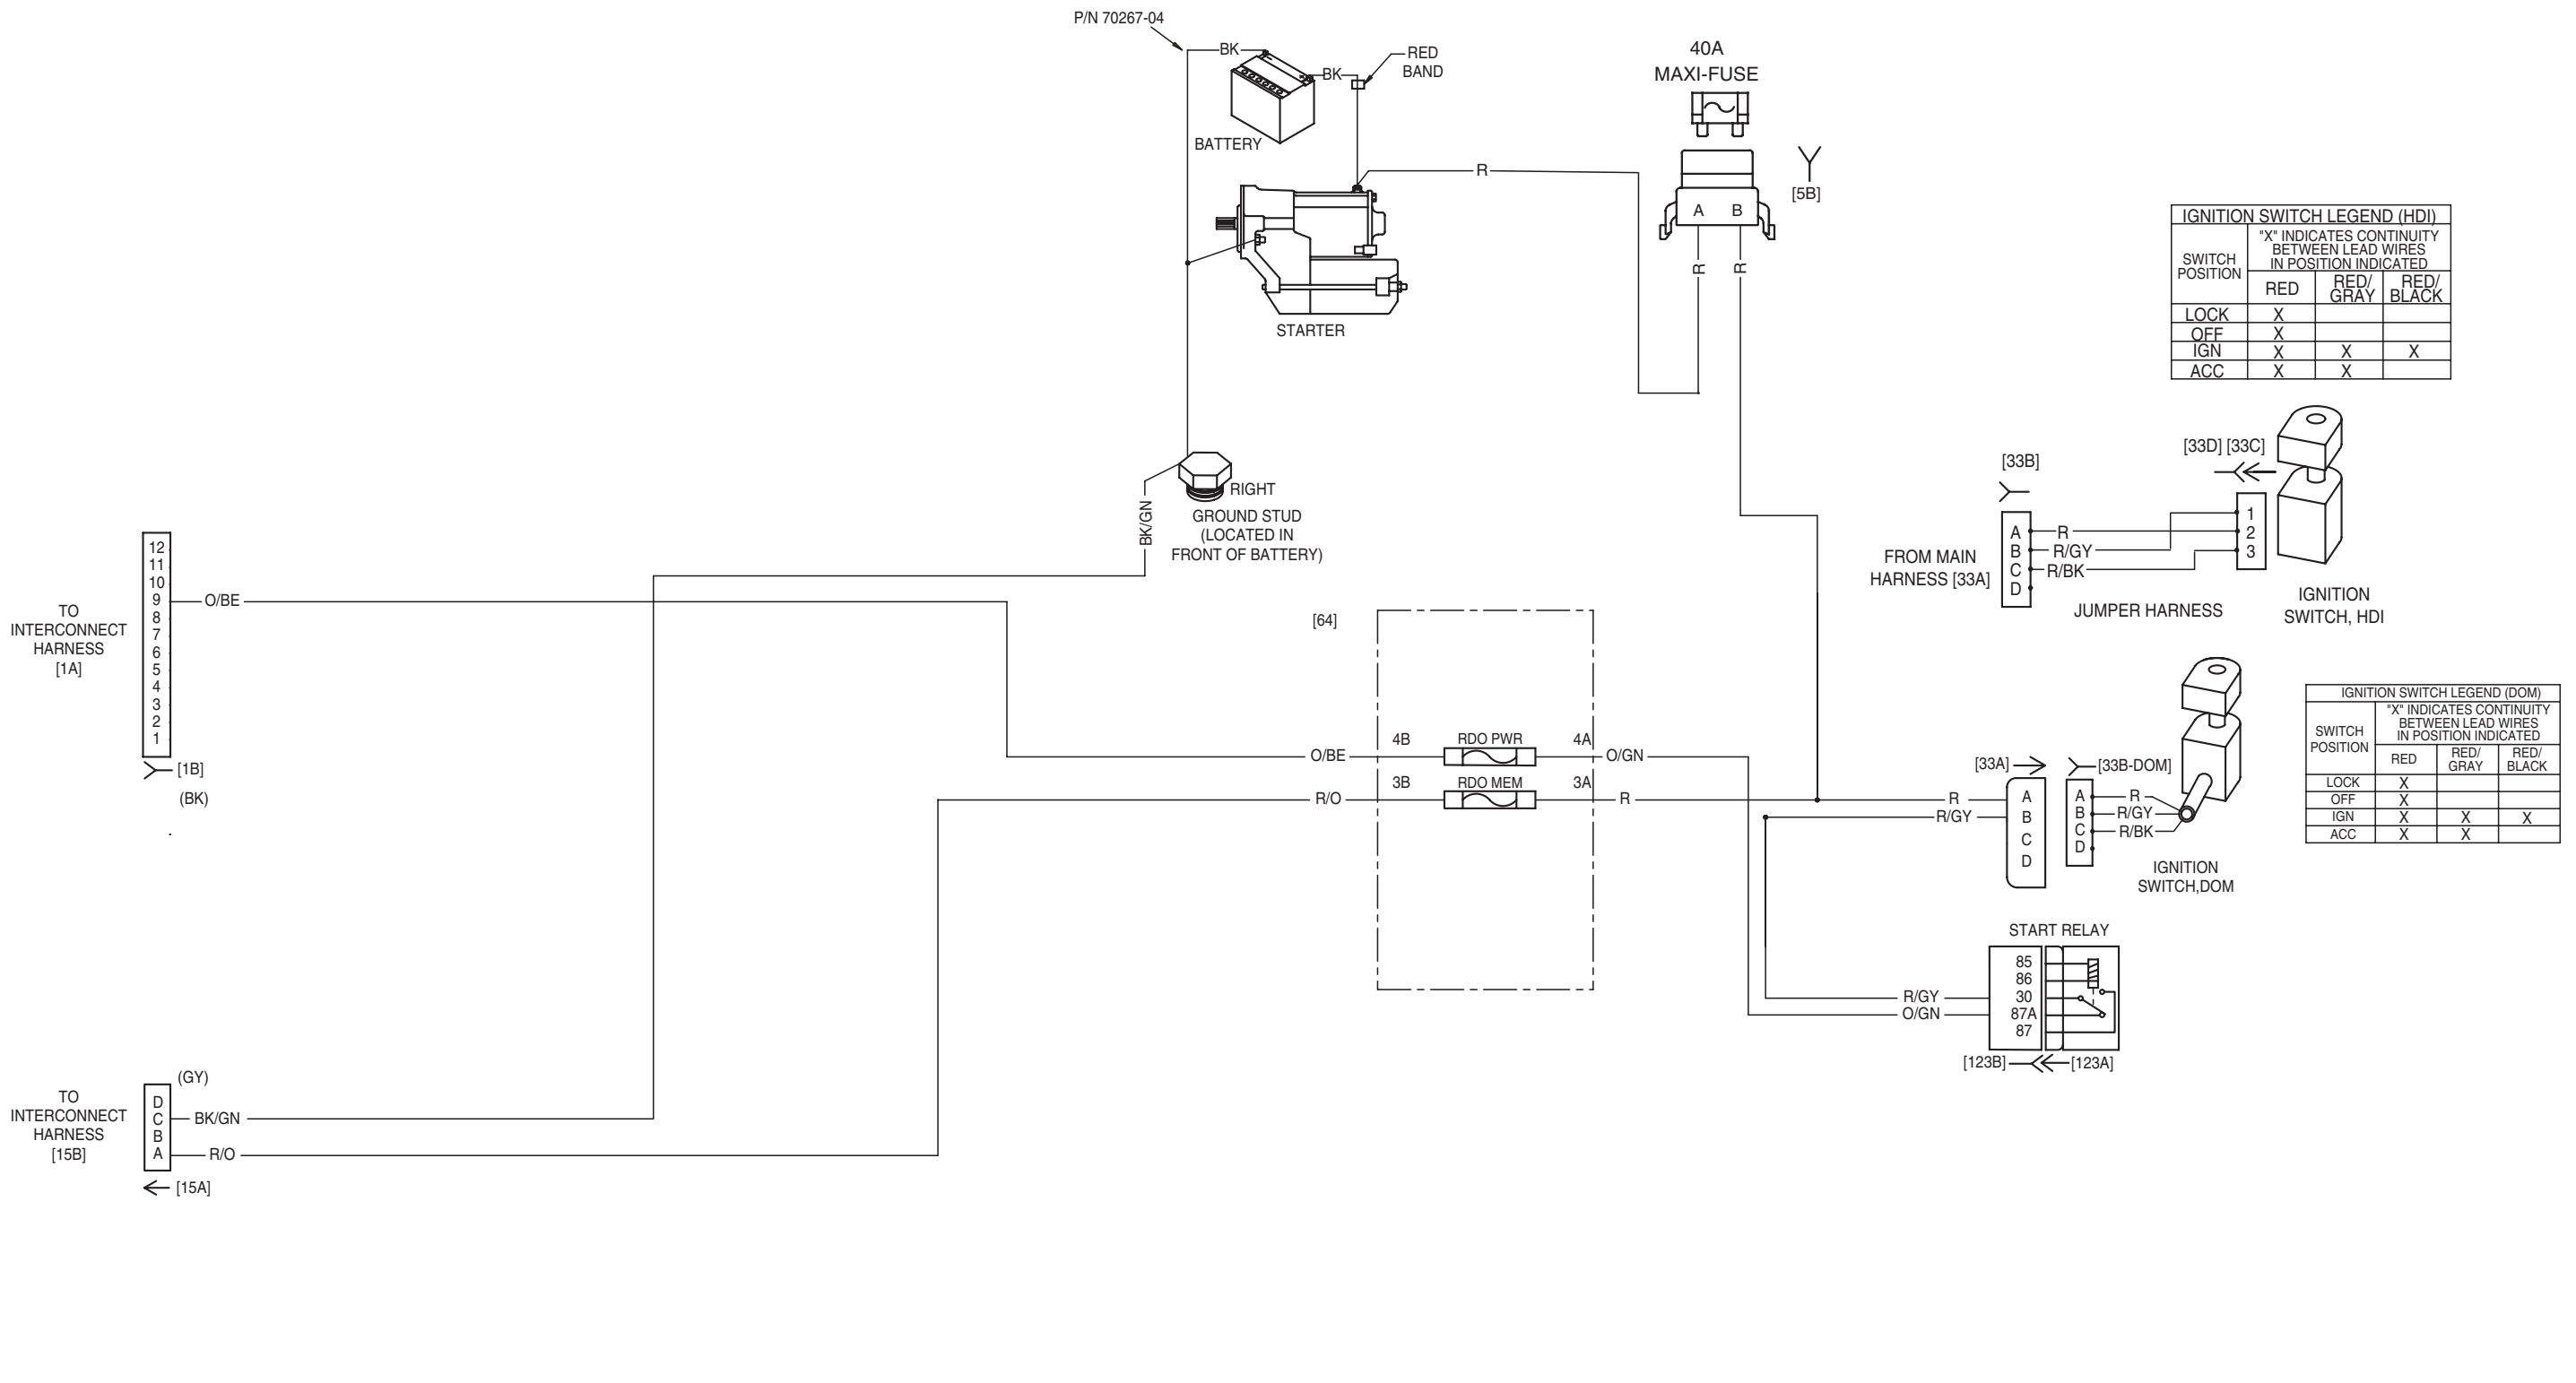 P/N 70267-04
BK
BK
RED
BAND
BATTERY
40A
MAXI-FUSE
R
[5B]
A B
R
R
STARTER
IGNITION SWITCH LEGEND (HDI)
SWITCH
POSITION
"X" INDICATES CONTINUITY
BETWEEN LEAD WIRES
IN POSITION INDICATED
RED
RED/
GRAY
RED/
BLACK
LOCK X
OFF X
IGN X X X
ACC X X
RIGHT
GROUND STUD
(LOCATED IN
FRONT OF BATTERY)
BK/GN
[33D] [33C]
[33B]
FROM MAIN
HARNESS [33A]
A R
B R/GY
C R/BK
D
1
2
3
JUMPER HARNESS
IGNITION
SWITCH, HDI
TO
INTERCONNECT
HARNESS
[1A]
12
11
10
9 O/BE
8
7
6
5
4
3
2
1
[1B]
(BK)
[64]
O/BE 4B RDO PWR 4A O/GN
R/O 3B RDO MEM 3A R
[33A]
[33B-DOM]
R A
R/GY B
C
D
A R
B R/GY
C R/BK
D
IGNITION
SWITCH,DOM
IGNITION SWITCH LEGEND (DOM)
SWITCH
POSITION
"X" INDICATES CONTINUITY
BETWEEN LEAD WIRES
IN POSITION INDICATED
RED
RED/
GRAY
RED/
BLACK
LOCK X
OFF X
IGN X X X
ACC X X
START RELAY
85
86
R/GY 30
O/GN 87A
87
[123B] [123A]
(GY)
TO
INTERCONNECT
HARNESS
[15B]
D
C BK/GN
B
A R/O
[15A]